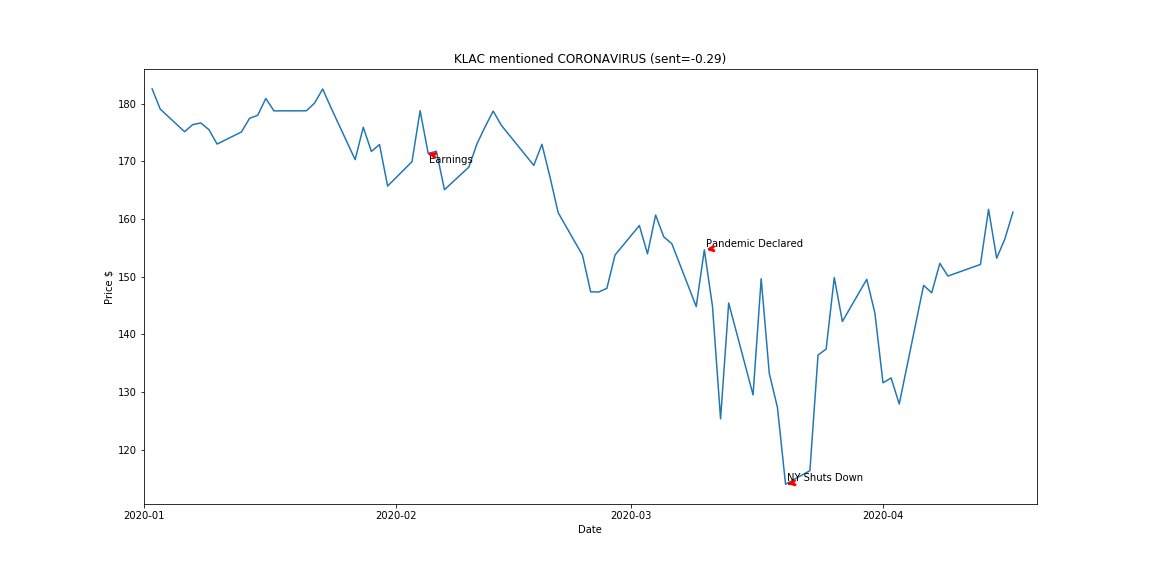 KLAC mentioned CORONAVIRUS (sent=-0.29)
Price $
180
170
160
150
140
130
120
Earnings
Pandemic Declared
NY Shuts Down
2020-01
2020-02
2020-03
2020-04
Date